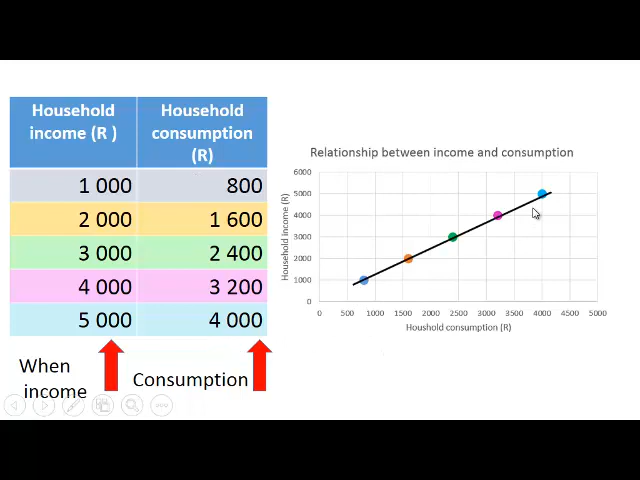 Household income (R )
Household consumption (R)
1 000 800
2 000 1 600
3 000 2 400
4 000 3 200
5 000 4 000
When income
Consumption
Relationship between income and consumption
Household income (R)
6000
5000
4000
3000
2000
1000
0
0 500 1000 1500 2000 2500 3000 3500 4000 4500 5000
Houshold consumption (R)